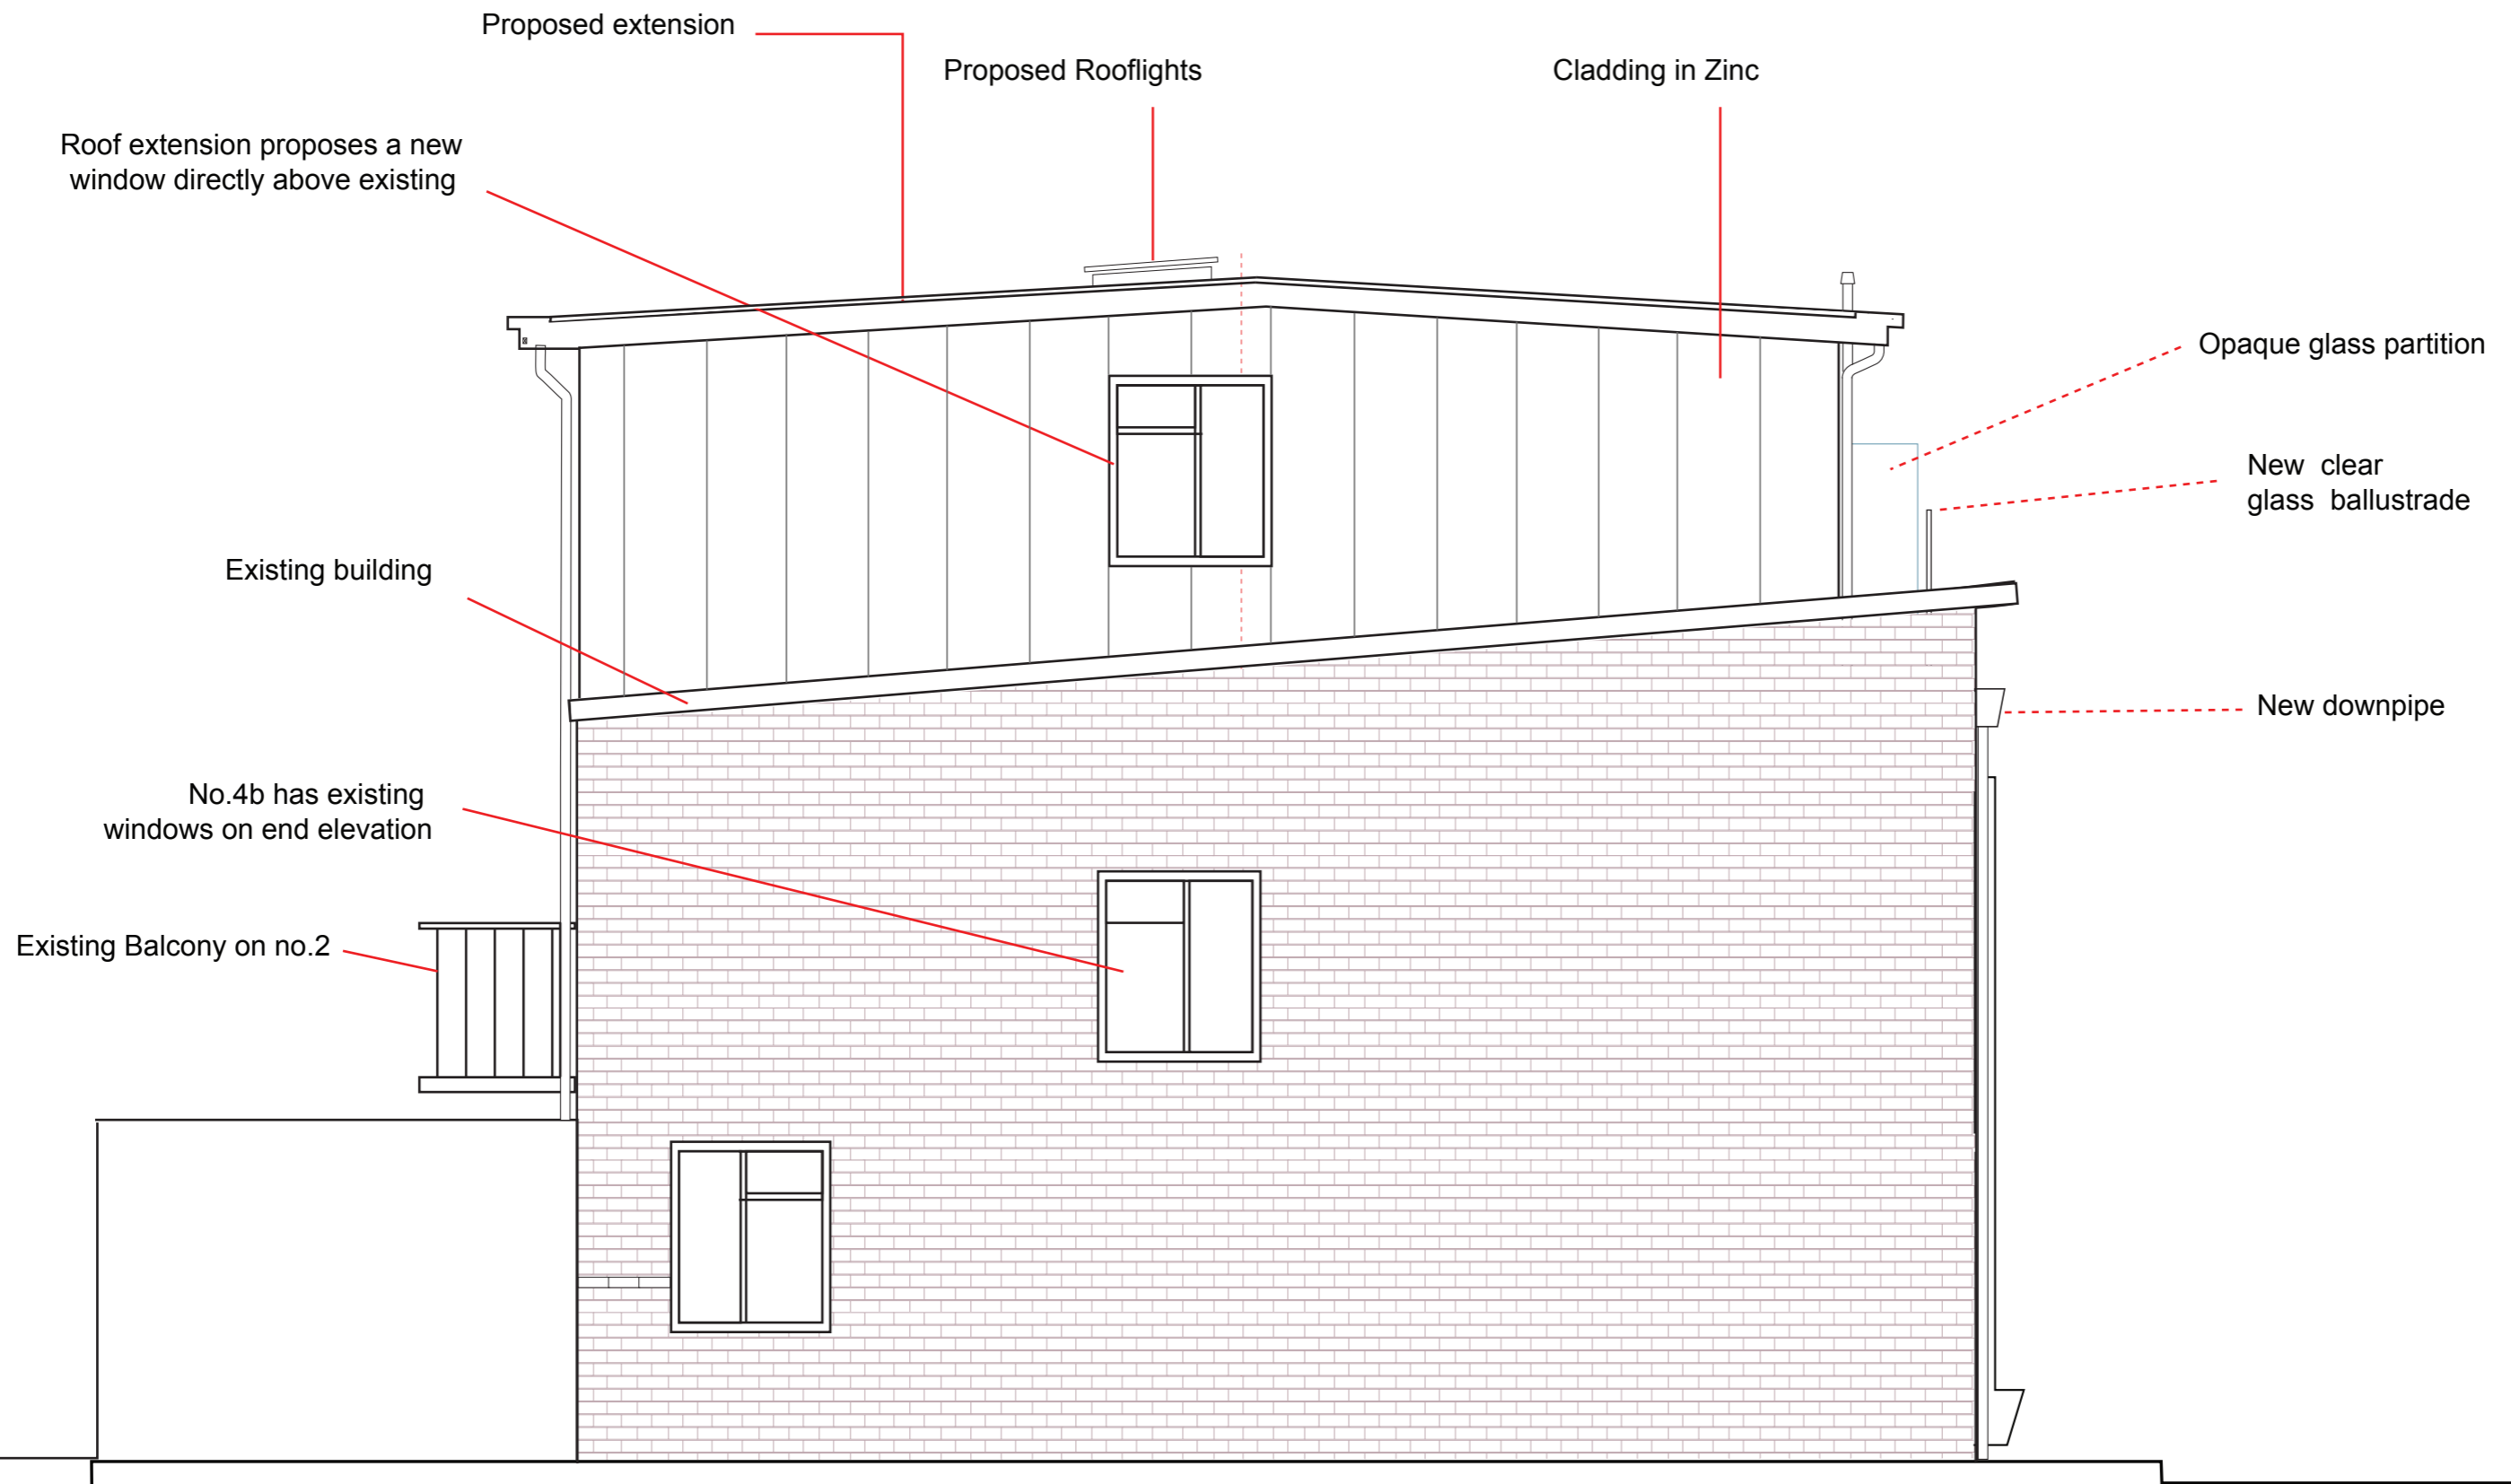 Proposed extension
Proposed Rooflights
Cladding in Zinc
Roof extension proposes a new
window directly above existing
Opaque glass partition
New clear
glass ballustrade
Existing building
New downpipe
No.4b has existing
windows on end elevation
Existing Balcony on no.2